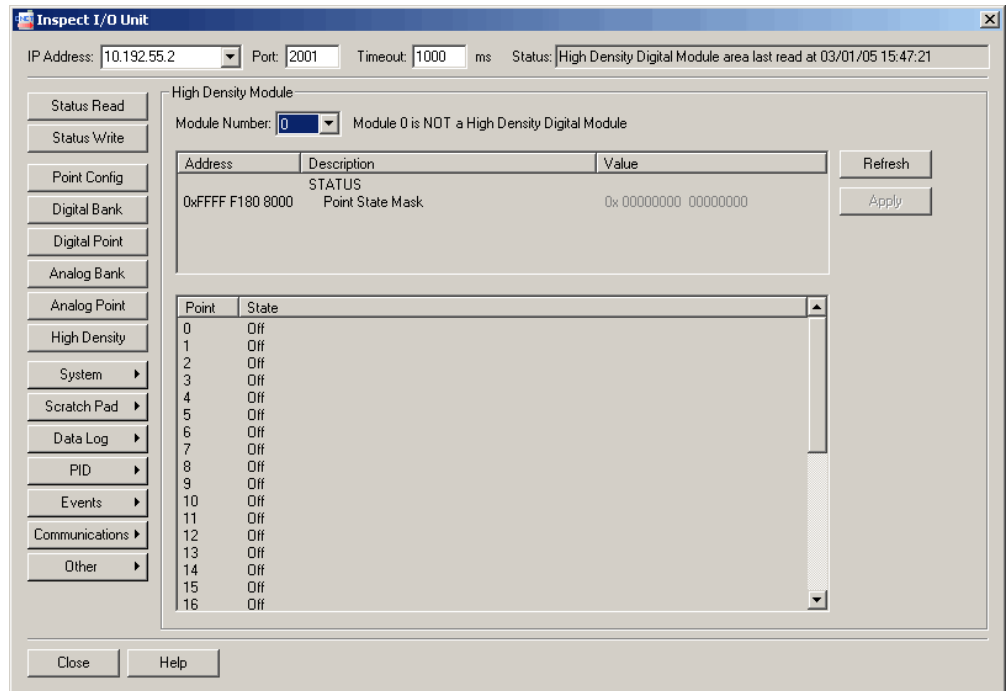 Inspect I/O Unit
IP Address: 10.192.55.2 Port: 2001 Timeout: 1000 ms Status: High Density Digital Module area last read at 03/01/05 15:47:21
Status Read
Status Write
Point Config
Digital Bank
Digital Point
Analog Bank
Analog Point
High Density
System
Scratch Pad
Data Log
PID
Events
Communications
Other
High Density Module
Module Number: 0 Module 0 is NOT a High Density Digital Module
Address Description Value
STATUS
0xFFFF F180 8000 Point State Mask 0x 00000000 00000000
Refresh
Apply
Point State
0 Off
1 Off
2 Off
3 Off
4 Off
5 Off
6 Off
7 Off
8 Off
9 Off
10 Off
11 Off
12 Off
13 Off
14 Off
15 Off
16 Off
Close Help